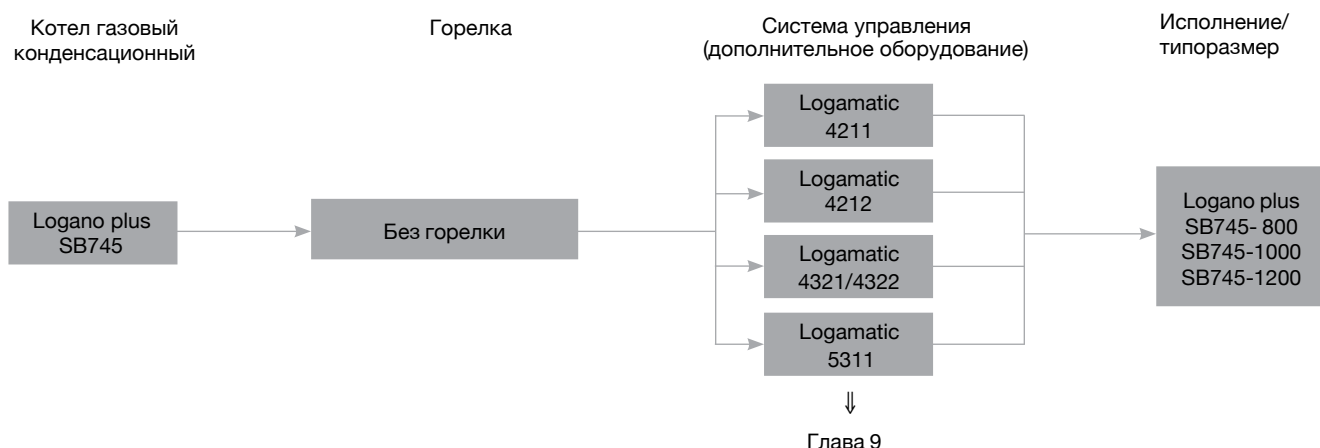 Котел газовый
конденсационный
Горелка
Система управления
(дополнительное оборудование)
Исполнение/
типоразмер
Logano plus
SB745
Без горелки
Logamatic
4211
Logamatic
4212
Logamatic
4321/4322
Logamatic
5311
Logano plus
SB745- 800
SB745-1000
SB745-1200
⇓
Глава 9